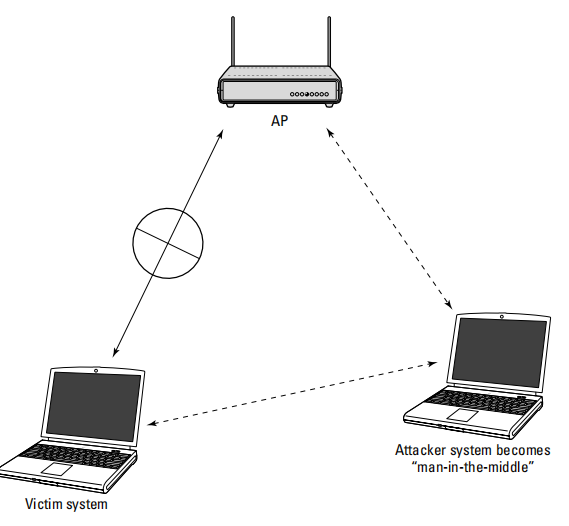 AP
Attacker system becomes
“man-in-the-middle”
Victim system